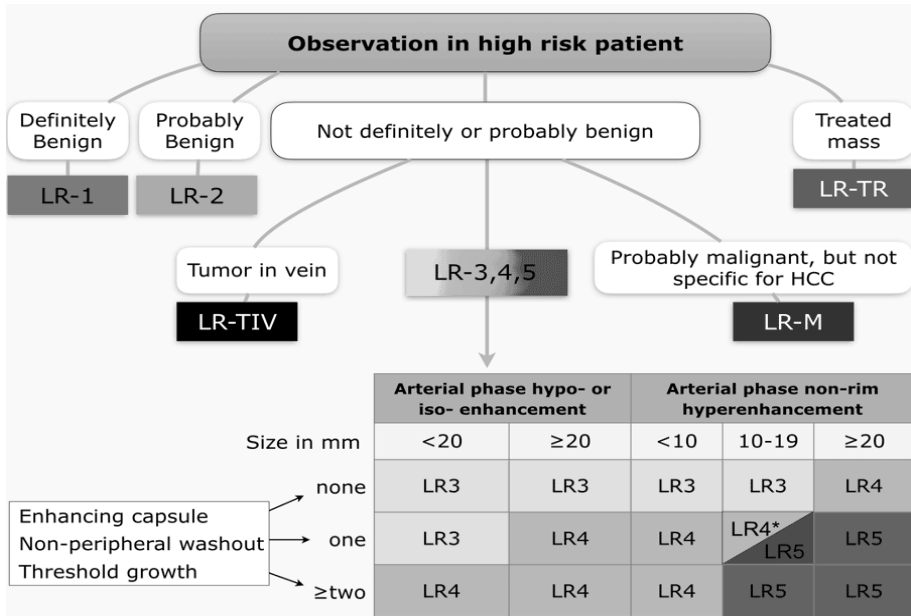 Observation in high risk patient
Definitely
Benign
Probably
Benign
Not definitely or probably benign
Treated
mass
LR-1
LR-2
LR-TR
Tumor in vein
LR-3,4,5
Probably malignant, but not
specific for HCC
LR-TIV
LR-M
Arterial phase hypo- or
iso- enhancement
Arterial phase non-rim
hyperenhancement
Size in mm <20 ≥20 <10 10-19 ≥20
none LR3 LR3 LR3 LR3 LR4
Enhancing capsule
Non-peripheral washout
Threshold growth
one LR3 LR4 LR4 LR4* LR5 LR5
≥two LR4 LR4 LR4 LR5 LR5